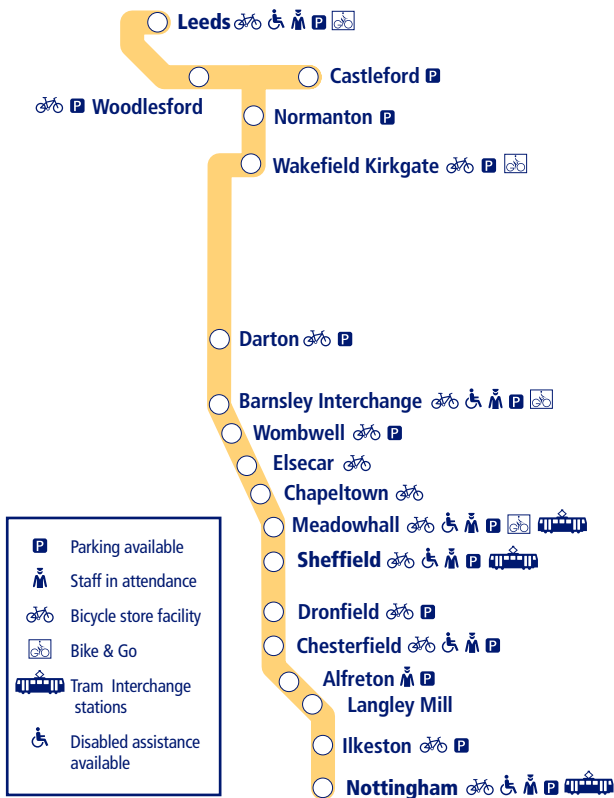 Leeds
Castleford P
P Woodlesford
Normanton P
Wakefield Kirkgate P
Darton P
Barnsley Interchange P
Wombwell P
Elsecar
Chapeltown
Meadowhall P
Sheffield P
Dronfield P
Chesterfield P
Alfreton P
Langley Mill
Ilkeston P
Nottingham P
P Parking available
Staff in attendance
Bicycle store facility
Bike & Go
Tram Interchange
stations
Disabled assistance
available